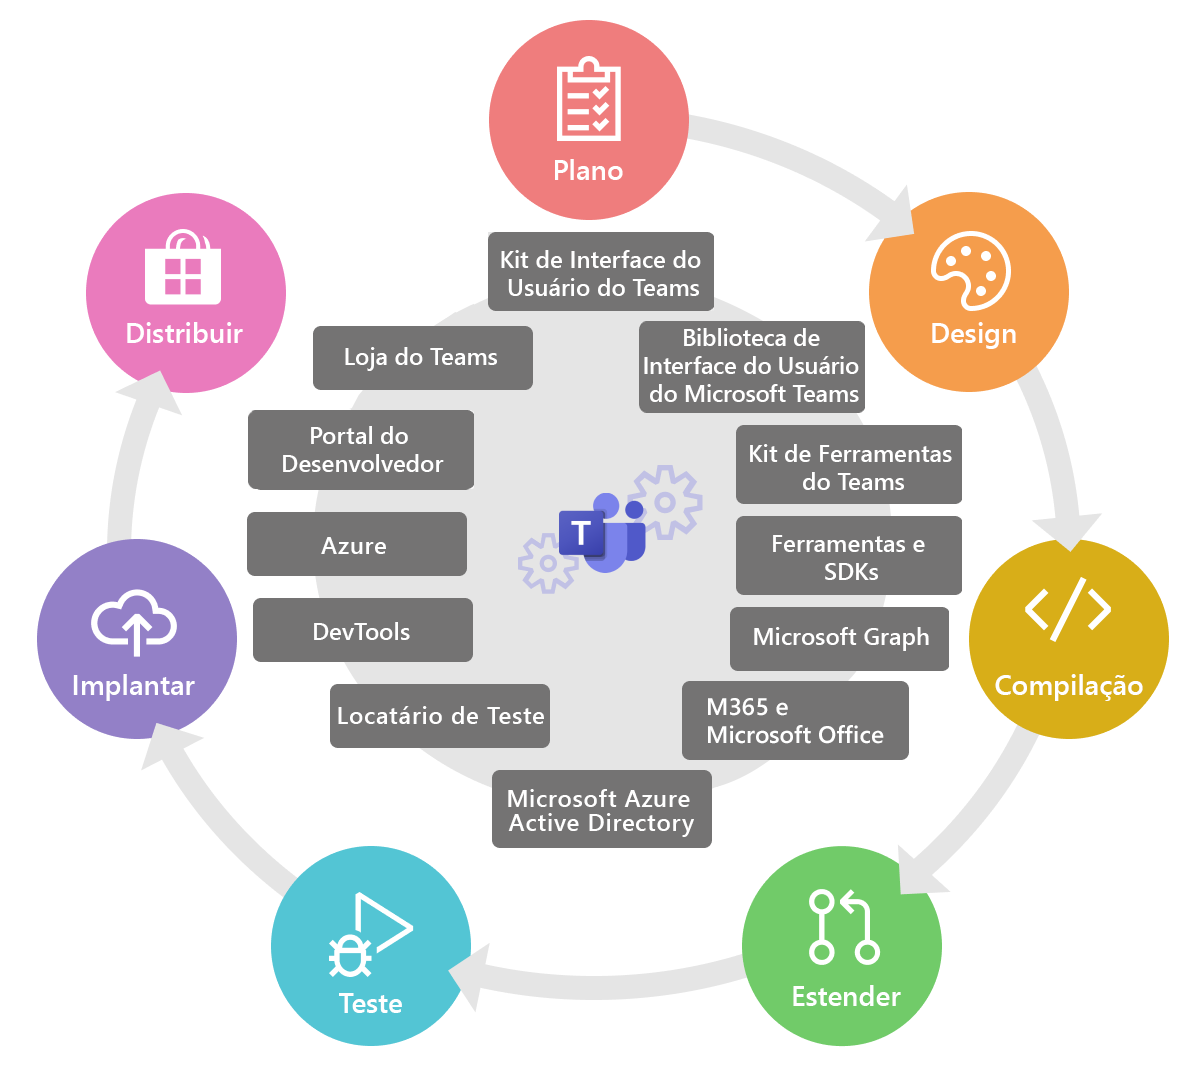 Plano
Design
Compilação
Estender
Teste
Implantar
Distribuir
Kit de Interface do
Usuário do Teams
Biblioteca de
Interface do Usuário
do Microsoft Teams
Kit de Ferramentas
do Teams
Ferramentas e
SDKs
Microsoft Graph
M365 e
Microsoft Office
Microsoft Azure
Active Directory
Locatário de Teste
DevTools
Azure
Portal do
Desenvolvedor
Loja do Teams
T